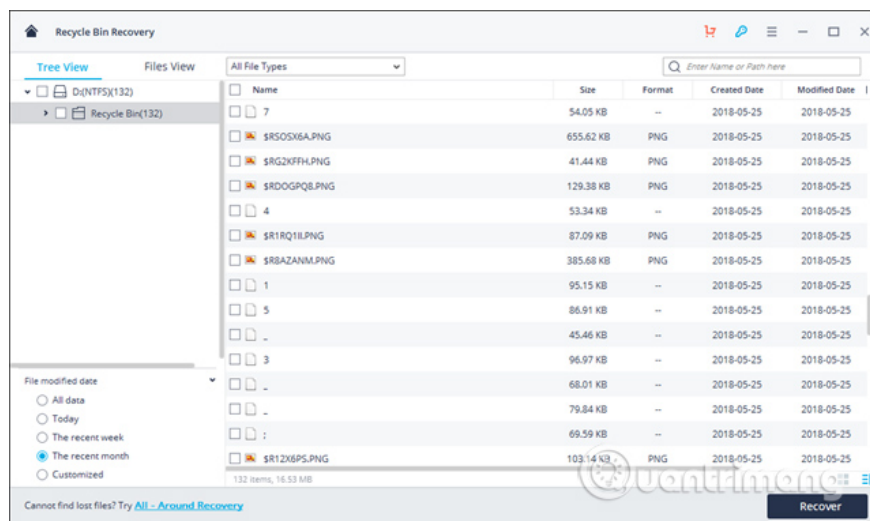 Recycle Bin Recovery
Tree View Files View All File Types Enter Name or Path here
D:(NTFS)(132) Name Size Format Created Date Modified Date
Recycle Bin(132) 7 54.05 KB -- 2018-05-25 2018-05-25
$RSOSX6A.PNG 655.62 KB PNG 2018-05-25 2018-05-25
$RG2KFFH.PNG 41.44 KB PNG 2018-05-25 2018-05-25
$RDOGPQ8.PNG 129.38 KB PNG 2018-05-25 2018-05-25
4 53.34 KB -- 2018-05-25 2018-05-25
$R1RQ1II.PNG 87.09 KB PNG 2018-05-25 2018-05-25
$R8AZANM.PNG 385.68 KB PNG 2018-05-25 2018-05-25
1 95.15 KB -- 2018-05-25 2018-05-25
5 86.91 KB -- 2018-05-25 2018-05-25
_ 45.46 KB -- 2018-05-25 2018-05-25
3 96.97 KB -- 2018-05-25 2018-05-25
File modified date _ 68.01 KB -- 2018-05-25 2018-05-25
All data
Today _ 79.84 KB -- 2018-05-25 2018-05-25
The recent week : 69.59 KB -- 2018-05-25 2018-05-25
The recent month $R12X6PS.PNG 103.14 KB PNG 2018-05-25 2018-05-25
Customized 132 items, 16.53 MB
Quantrimang
Cannot find lost files? Try All - Around Recovery Recover